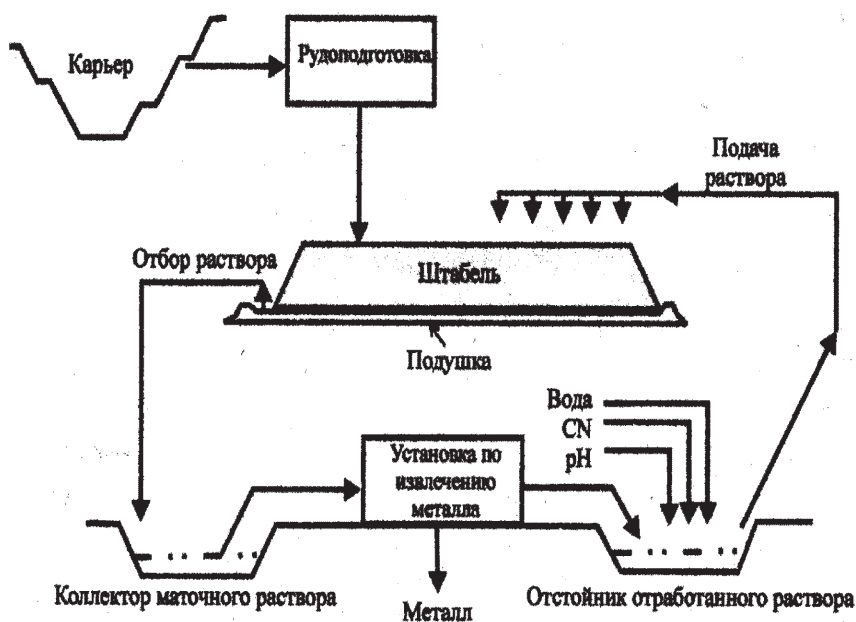 Карьер
Рудоподготовка
Подача
раствора
Отбор раствора
Штабель
Подушка
Вода
CN
pH
Установка по
извлечению
металла
Коллектор маточного раствора
Металл
Отстойник отработанного раствора